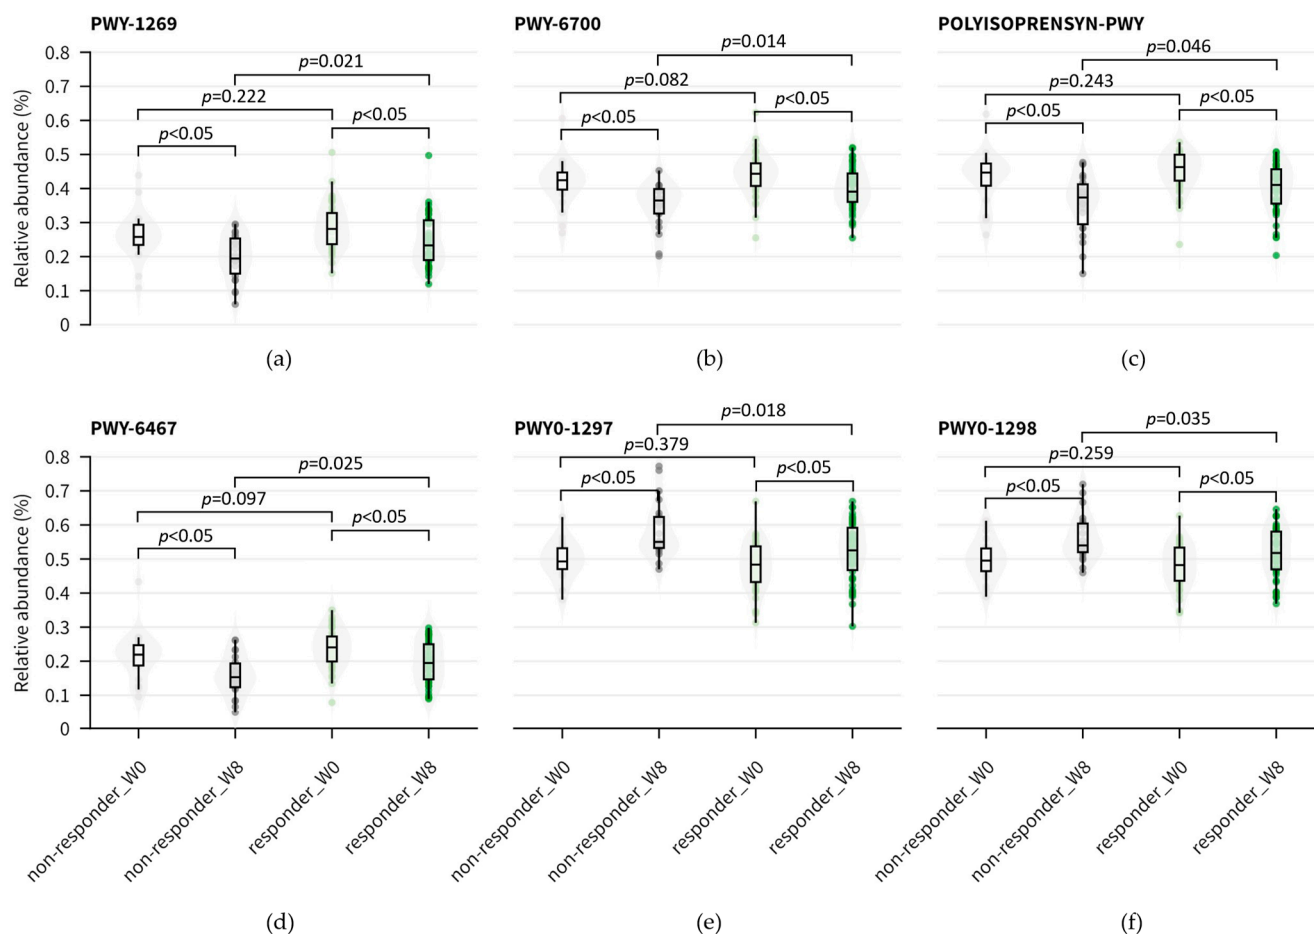 PWY-1269
PWY-6700
POLYISOPRENSYN-PWY
Relative abundance (%)
0.8
0.7
0.6
0.5
0.4
0.3
0.2
0.1
0
p=0.021
p=0.222
p<0.05
p<0.05
p=0.014
p=0.082
p<0.05
p<0.05
p=0.046
p=0.243
p<0.05
p<0.05
(a)
(b)
(c)
PWY-6467
PWY0-1297
PWY0-1298
Relative abundance (%)
0.8
0.7
0.6
0.5
0.4
0.3
0.2
0.1
0
p=0.025
p=0.097
p<0.05
p<0.05
p=0.018
p=0.379
p<0.05
p<0.05
p=0.035
p=0.259
p<0.05
p<0.05
non-responder_W0
non-responder_W8
responder_W0
responder_W8
non-responder_W0
non-responder_W8
responder_W0
responder_W8
non-responder_W0
non-responder_W8
responder_W0
responder_W8
(d)
(e)
(f)